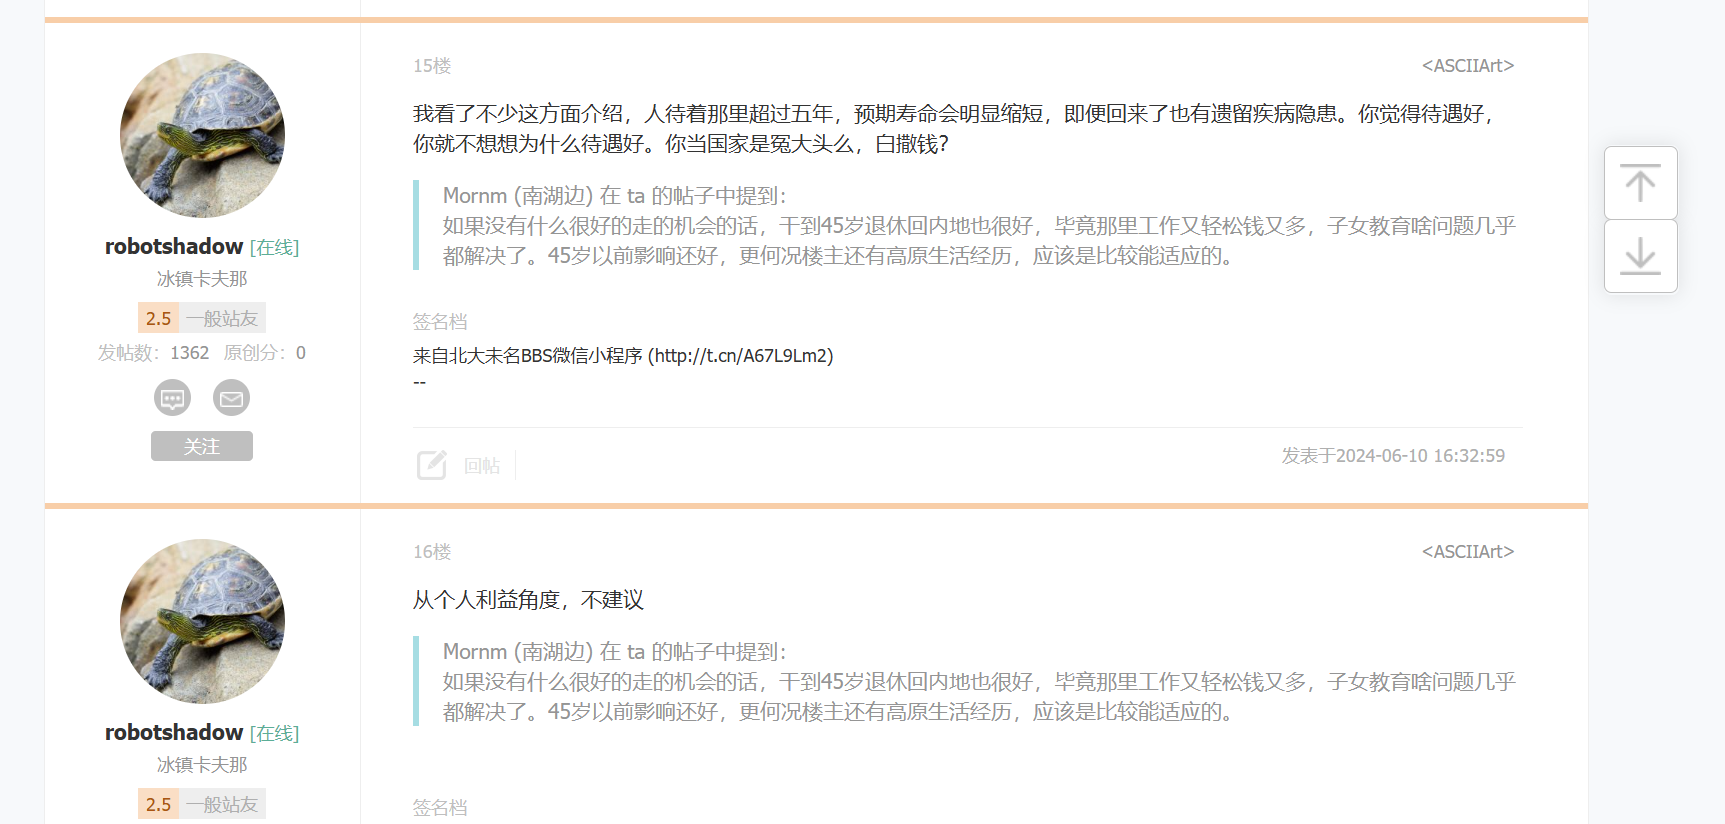 15楼
<ASCIIArt>
我看了不少这方面介绍，人待着那里超过五年，预期寿命会明显缩短，即便回来了也有遗留疾病隐患。你觉得待遇好，
你就不想想为什么待遇好。你当国家是冤大头么，白撒钱？
Mornm (南湖边) 在 ta 的帖子中提到：
如果没有什么很好的走的机会的话，干到45岁退休回内地也很好，毕竟那里工作又轻松钱又多，子女教育啥问题几乎
都解决了。45岁以前影响还好，更何况楼主还有高原生活经历，应该是比较能适应的。
robotshadow [在线]
冰镇卡夫那
2.5 一般站友
发帖数：1362 原创分：0
关注
签名档
来自北大未名BBS微信小程序 (http://t.cn/A67L9Lm2)
--
回帖
发表于2024-06-10 16:32:59
16楼
<ASCIIArt>
从个人利益角度，不建议
Mornm (南湖边) 在 ta 的帖子中提到：
如果没有什么很好的走的机会的话，干到45岁退休回内地也很好，毕竟那里工作又轻松钱又多，子女教育啥问题几乎
都解决了。45岁以前影响还好，更何况楼主还有高原生活经历，应该是比较能适应的。
robotshadow [在线]
冰镇卡夫那
2.5 一般站友
签名档